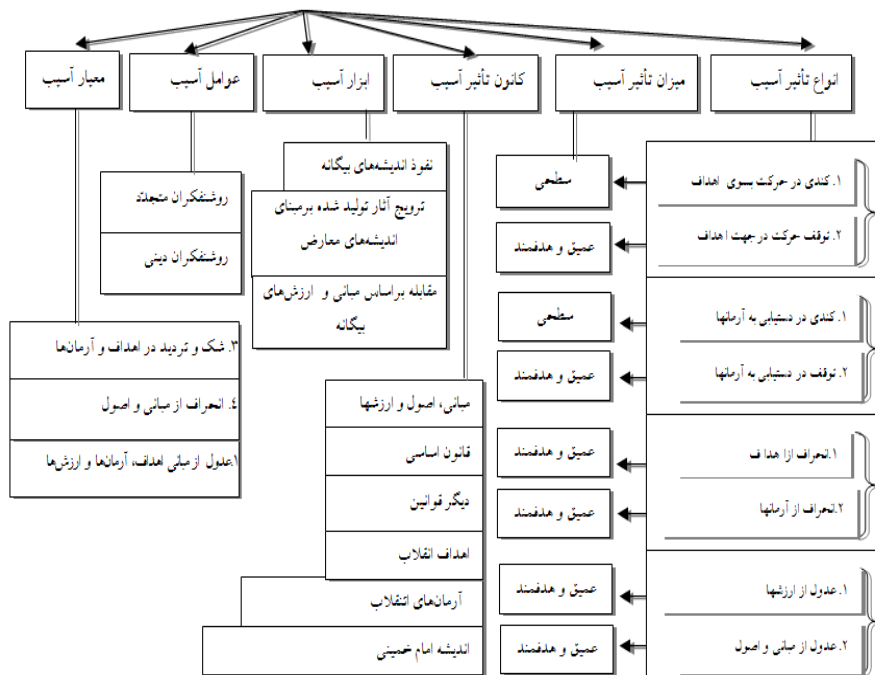 انواع تأثیر آسیب
میزان تأثیر آسیب
کانون تأثیر آسیب
ابزار آسیب
عوامل آسیب
معیار آسیب
۱. کندی در حرکت بسوی اهداف
۲. توقف حرکت در جهت اهداف
۱. کندی در دستیابی به آرمانها
۲. توقف در دستیابی به آرمانها
۱.انحراف ازا هدا ف
۲.انحراف از آرمانها
۱. عدول از ارزشها
۲. عدول از مبانی و اصول
سطحی
عمیق و هدفمند
سطحی
عمیق و هدفمند
عمیق و هدفمند
عمیق و هدفمند
عمیق و هدفمند
عمیق و هدفمند
مبانی، اصول و ارزشها
قانون اساسی
دیگر قوانین
اهداف انقلاب
آرمان‌های انقلاب
اندیشه امام خمینی
نفوذ اندیشه‌های بیگانه
ترویج آثار تولید شده برمبنای
اندیشه‌های معارض
مقابله براساس مبانی و ارزش‌های
بیگانه
روشنفکران متجدّد
روشنفکران دینی
۳. شک و تردید در اهداف و آرمان‌ها
٤. انحراف از مبانی و اصول
۱.عدول از مبانی اهداف، آرمان‌ها و ارزش‌ها